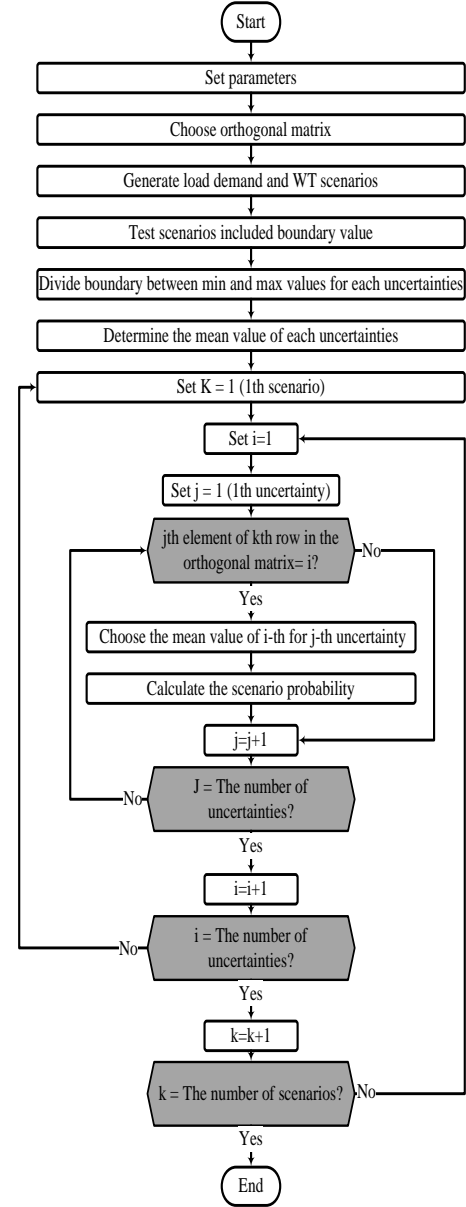 Start
Set parameters
Choose orthogonal matrix
Generate load demand and WT scenarios
Test scenarios included boundary value
Divide boundary between min and max values for each uncertainties
Determine the mean value of each uncertainties
Set K = 1 (1th scenario)
Set i=1
Set j = 1 (1th uncertainty)
jth element of kth row in the
orthogonal matrix= i?
No
Yes
Choose the mean value of i-th for j-th uncertainty
Calculate the scenario probability
j=j+1
J = The number of
uncertainties?
No
Yes
i=i+1
i = The number of
uncertainties?
No
Yes
k=k+1
k = The number of scenarios?
No
Yes
End